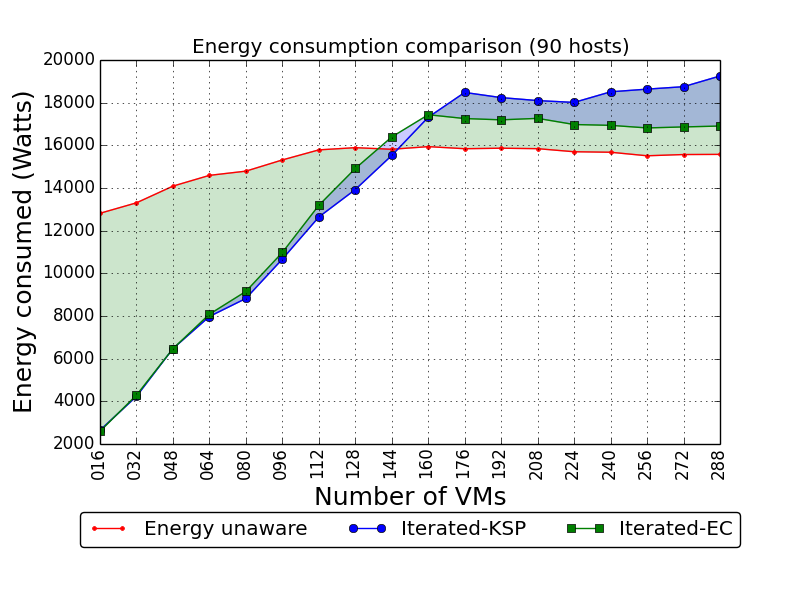 Energy consumption comparison (90 hosts)
20000
18000
16000
14000
12000
10000
8000
6000
4000
2000
Energy consumed (Watts)
016 032 048 064 080 096 112 128 144 160 176 192 208 224 240 256 272 288
Number of VMs
Energy unaware Iterated-KSP Iterated-EC